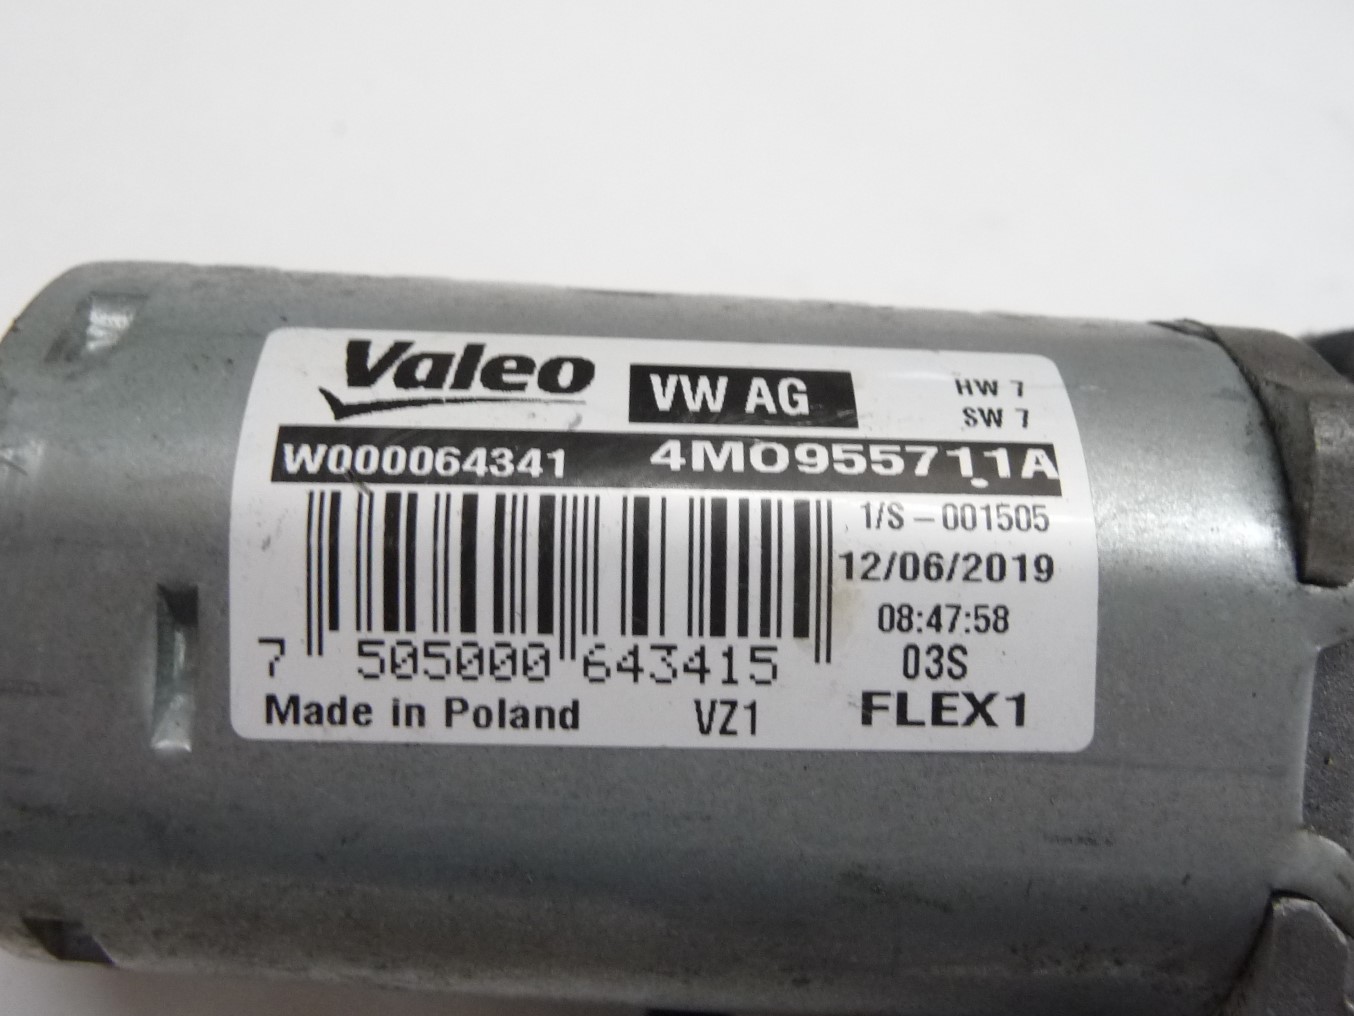 Valeo VW AG HW 7
SW 7
W000064341 4M0955711A
1/S - 001505
12/06/2019
08:47:58
7 505000 643415 03S
Made in Poland VZ1 FLEX1